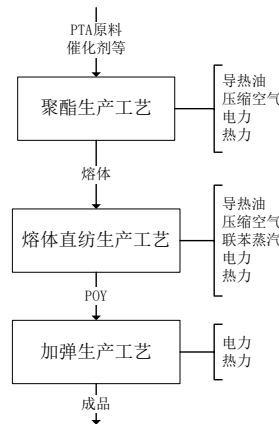 PTA原料
催化剂等
聚酯生产工艺
导热油
压缩空气
电力
热力
熔体
熔体直纺生产工艺
导热油
压缩空气
联苯蒸汽
电力
热力
POY
加弹生产工艺
电力
热力
成品